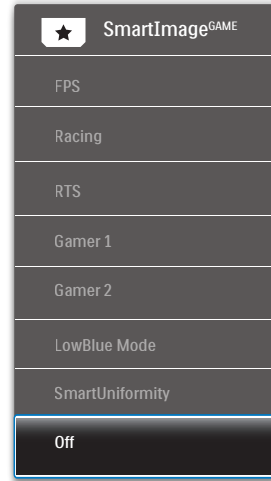 SmartImageGAME
FPS
Racing
RTS
Gamer 1
Gamer 2
LowBlue Mode
SmartUniformity
Off